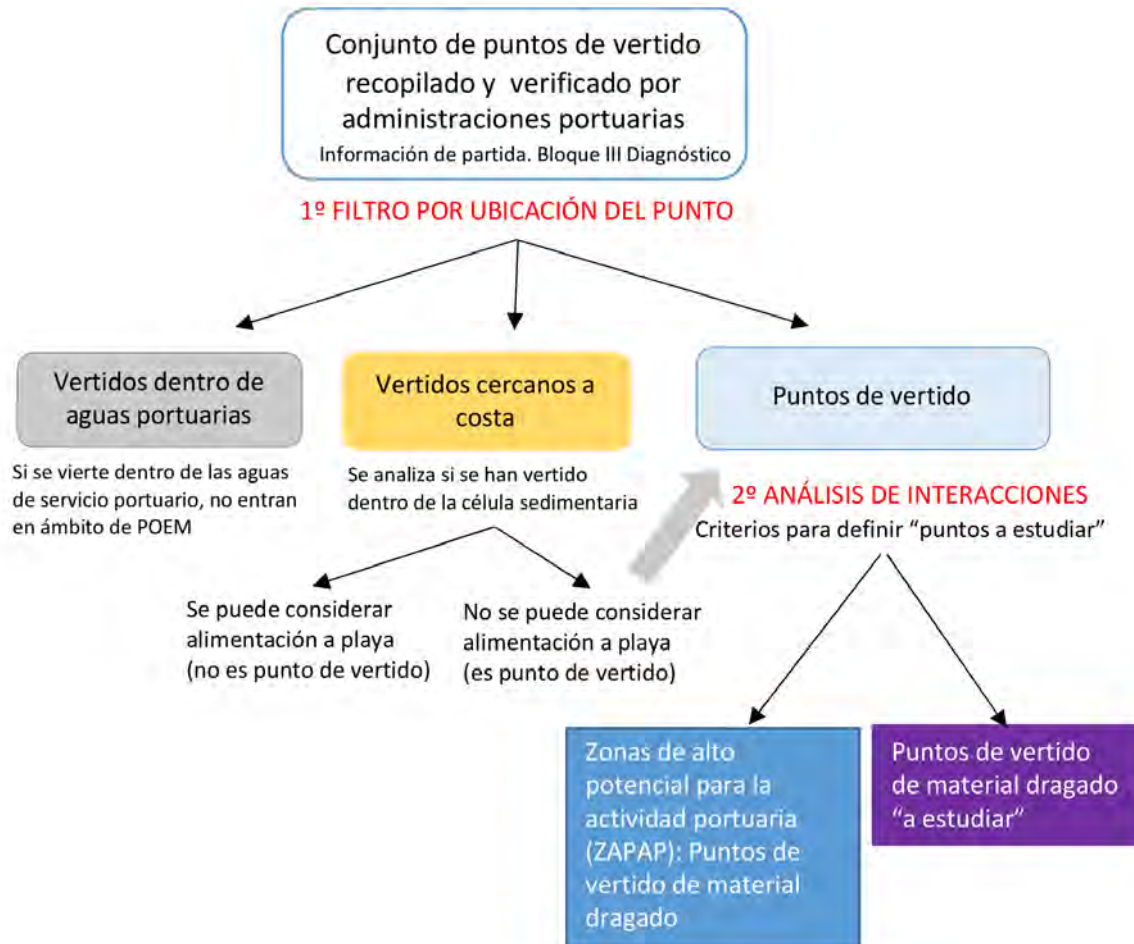 Conjunto de puntos de vertido
recopilado y verificado por
administraciones portuarias
Información de partida. Bloque III Diagnóstico
1º FILTRO POR UBICACIÓN DEL PUNTO
Vertidos dentro de
aguas portuarias
Si se vierte dentro de las aguas
de servicio portuario, no entran
en ámbito de POEM
Vertidos cercanos a
costa
Se analiza si se han vertido
dentro de la célula sedimentaria
Se puede considerar
alimentación a playa
(no es punto de vertido)
No se puede considerar
alimentación a playa
(es punto de vertido)
Puntos de vertido
2º ANÁLISIS DE INTERACCIONES
Criterios para definir “puntos a estudiar”
Zonas de alto
potencial para la
actividad portuaria
(ZAPAP): Puntos de
vertido de material
dragado
Puntos de vertido
de material dragado
“a estudiar”